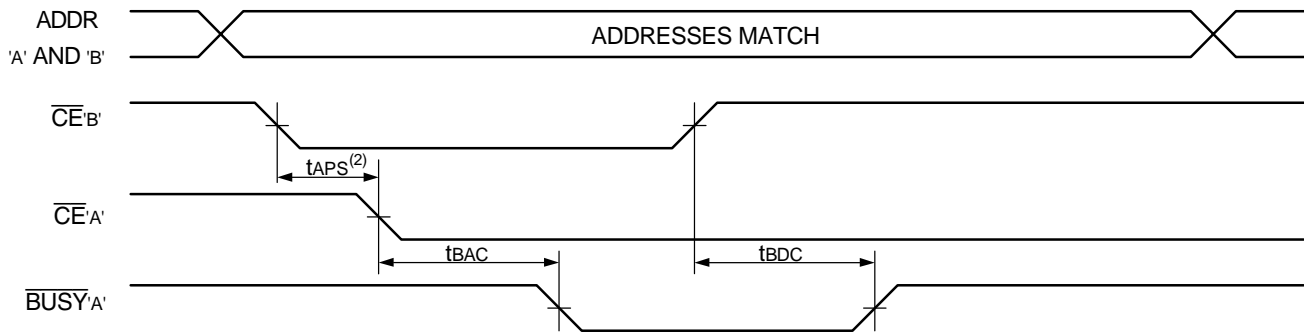 ADDR
'A' AND 'B'
ADDRESSES MATCH
CE'B'
tAPS(2)
CE'A'
tBAC
tBDC
BUSY'A'